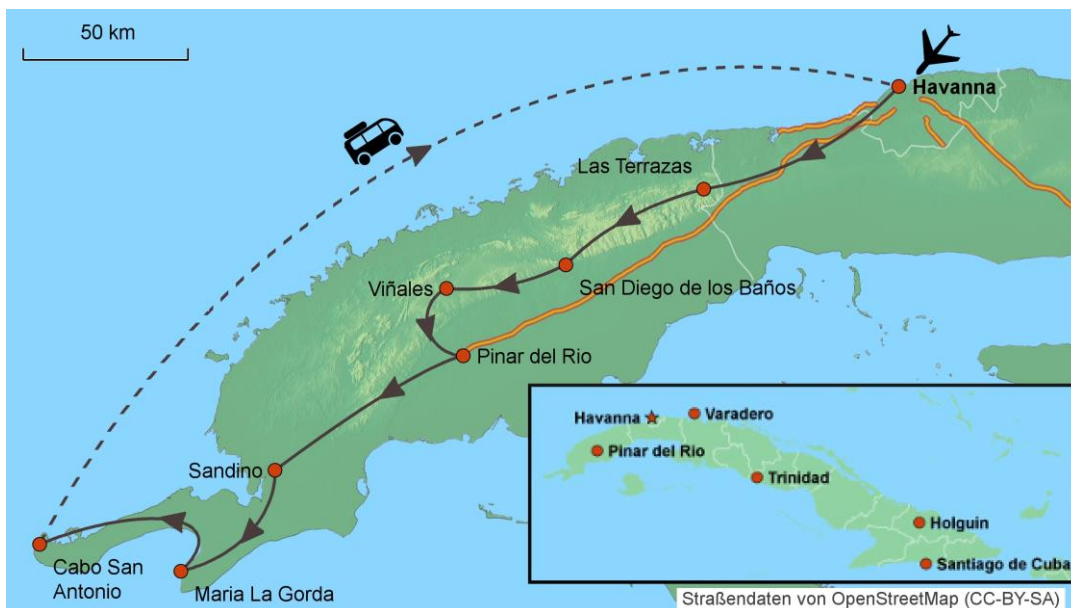 50 km
Havanna
Las Terrazas
Viñales
San Diego de los Baños
Pinar del Rio
Sandino
Cabo San
Antonio
Maria La Gorda
Havanna
Varadero
Pinar del Rio
Trinidad
Holguin
Santiago de Cuba
Straßendaten von OpenStreetMap (CC-BY-SA)